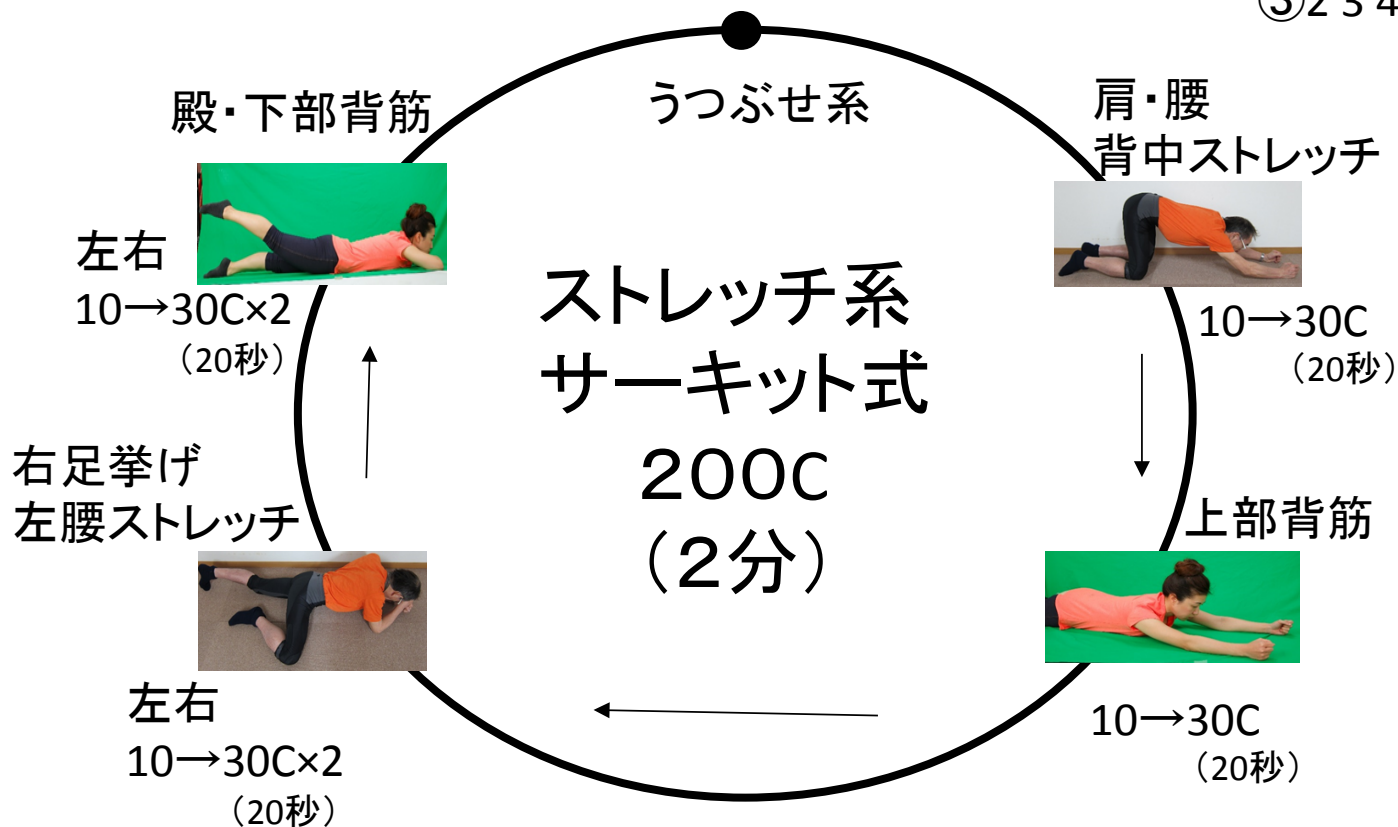 ③2 3 4
うつぶせ系
肩・腰
背中ストレッチ
10→30C
（20秒）
上部背筋
10→30C
（20秒）
右足挙げ
左腰ストレッチ
左右
10→30C×2
（20秒）
殿・下部背筋
左右
10→30C×2
（20秒）
ストレッチ系
サーキット式
２００C
（２分）